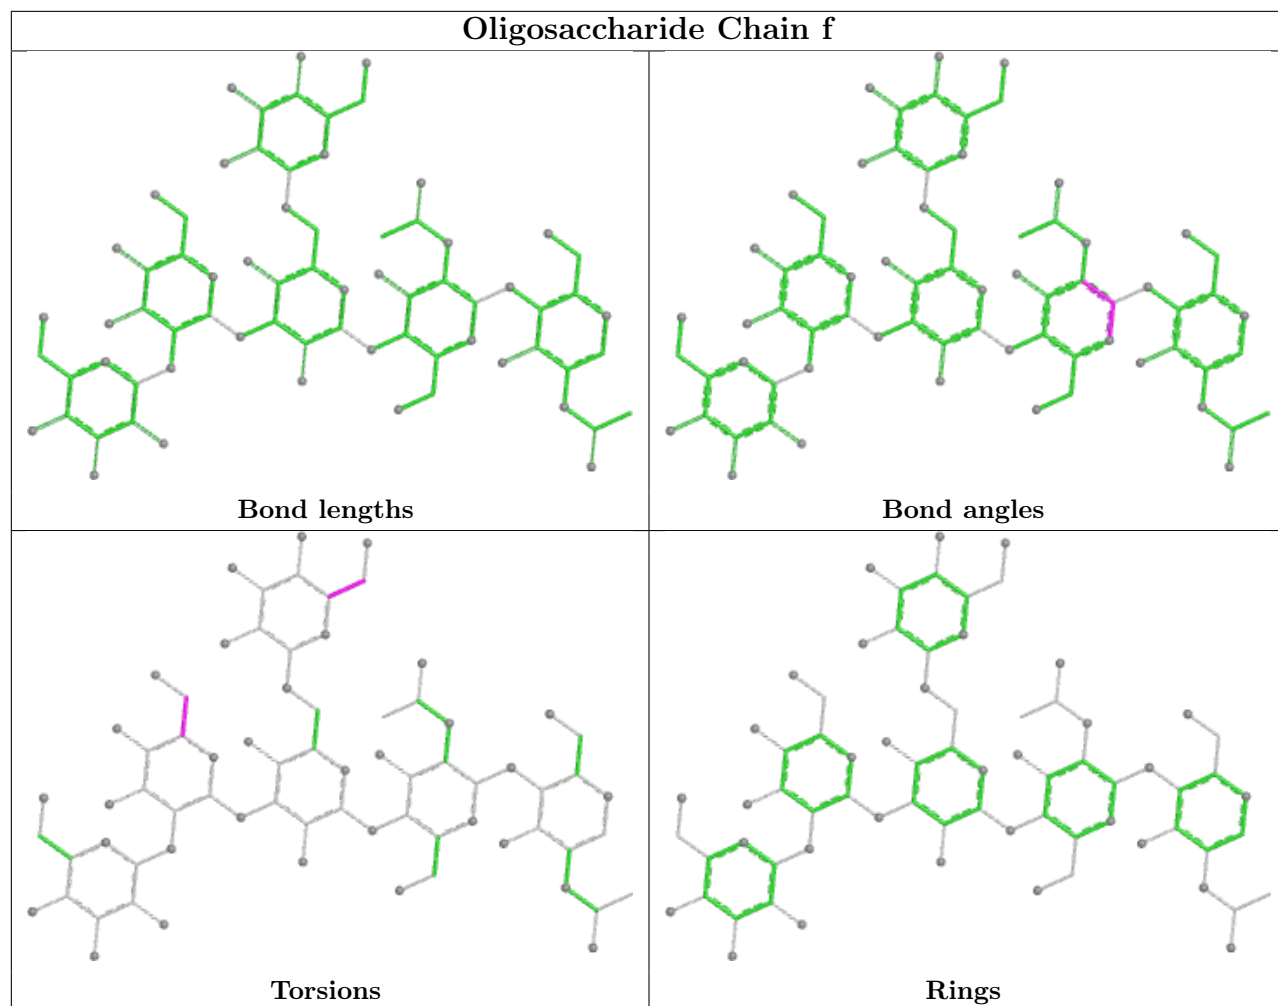 Oligosaccharide Chain f
Bond lengths
Bond angles
Torsions
Rings